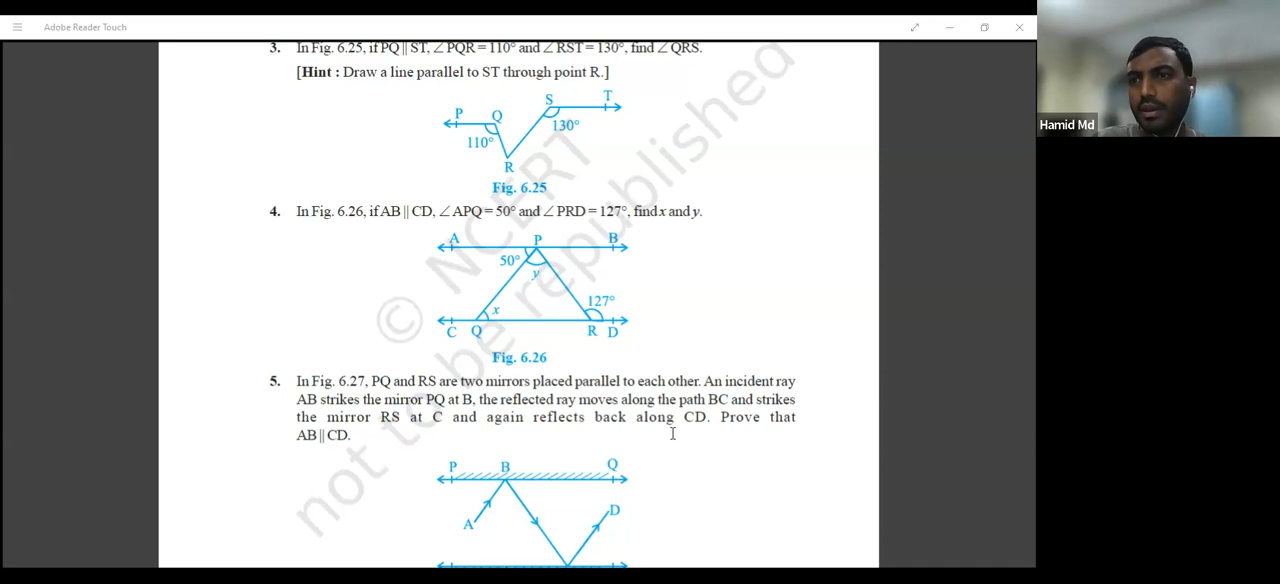 Adobe Reader Touch
3. In Fig. 6.25, if PQ || ST, ∠ PQR = 110° and ∠ RST = 130°, find ∠ QRS.
[Hint : Draw a line parallel to ST through point R.]
S T
P Q
130°
110°
R
Fig. 6.25
4. In Fig. 6.26, if AB || CD, ∠ APQ = 50° and ∠ PRD = 127°, find x and y.
A P B
50°
y
127°
x
C Q R D
Fig. 6.26
5. In Fig. 6.27, PQ and RS are two mirrors placed parallel to each other. An incident ray
AB strikes the mirror PQ at B, the reflected ray moves along the path BC and strikes
the mirror RS at C and again reflects back along CD. Prove that
AB || CD.
P B Q
A D
© NCERT
not to be republished
Hamid Md